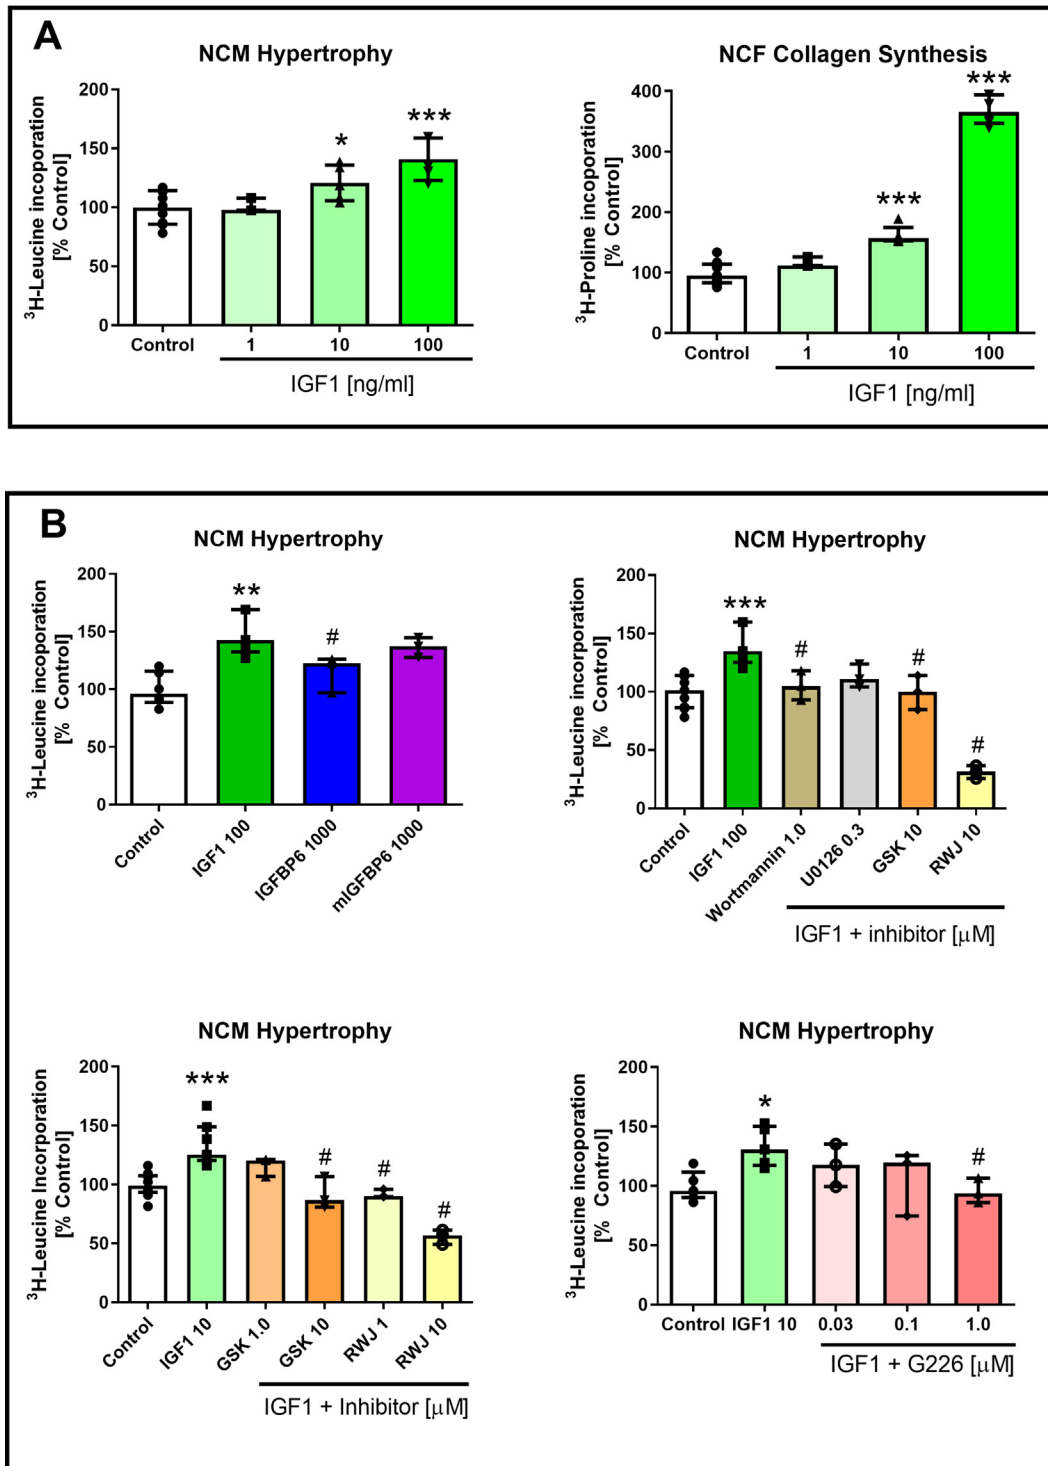 A
NCM Hypertrophy
³H-Leucine incoporation
[% Control]
200
150
100
50
0
*
***
Control
1
10
100
IGF1 [ng/ml]
NCF Collagen Synthesis
³H-Proline incoporation
[% Control]
400
300
200
100
0
***
***
Control
1
10
100
IGF1 [ng/ml]
B
NCM Hypertrophy
³H-Leucine incoporation
[% Control]
200
150
100
50
0
**
#
Control
IGF1 100
IGFBP6 1000
mIGFBP6 1000
NCM Hypertrophy
³H-Leucine incorporation
[% Control]
200
150
100
50
0
***
#
#
#
Control
IGF1 100
Wortmannin 1.0
U0126 0.3
GSK 10
RWJ 10
IGF1 + inhibitor [μM]
NCM Hypertrophy
³H-Leucine Incorporation
[% Control]
200
150
100
50
0
***
#
#
#
Control
IGF1 10
GSK 1.0
GSK 10
RWJ 1
RWJ 10
IGF1 + Inhibitor [μM]
NCM Hypertrophy
³H-Leucine incoporation
[% Control]
200
150
100
50
0
*
#
Control
IGF1 10
0.03
0.1
1.0
IGF1 + G226 [μM]